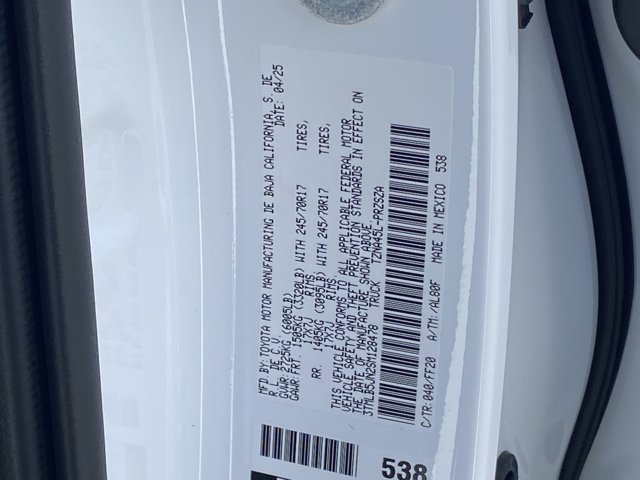 MFD.BY: TOYOTA MOTOR MANUFACTURING DE BAJA CALIFORNIA, S. DE
R.L. DE C.V. DATE: 04/25
GVWR: 2725KG (6005LB)
GAWR: FRT. 1505KG (3320LB) WITH 245/70R17 TIRES,
17X7J RIMS
RR. 1405KG (3095LB) WITH 245/70R17 TIRES,
17X7J RIMS
THIS VEHICLE CONFORMS TO ALL APPLICABLE FEDERAL MOTOR
VEHICLE SAFETY AND THEFT PREVENTION STANDARDS IN EFFECT ON
THE DATE OF MANUFACTURE SHOWN ABOVE.
3TMLB5JN2SM128478 TRUCK TZNA45L-PRZSZA
C/TR: 040/FF20 A/TM: /AL80F MADE IN MEXICO 538
538